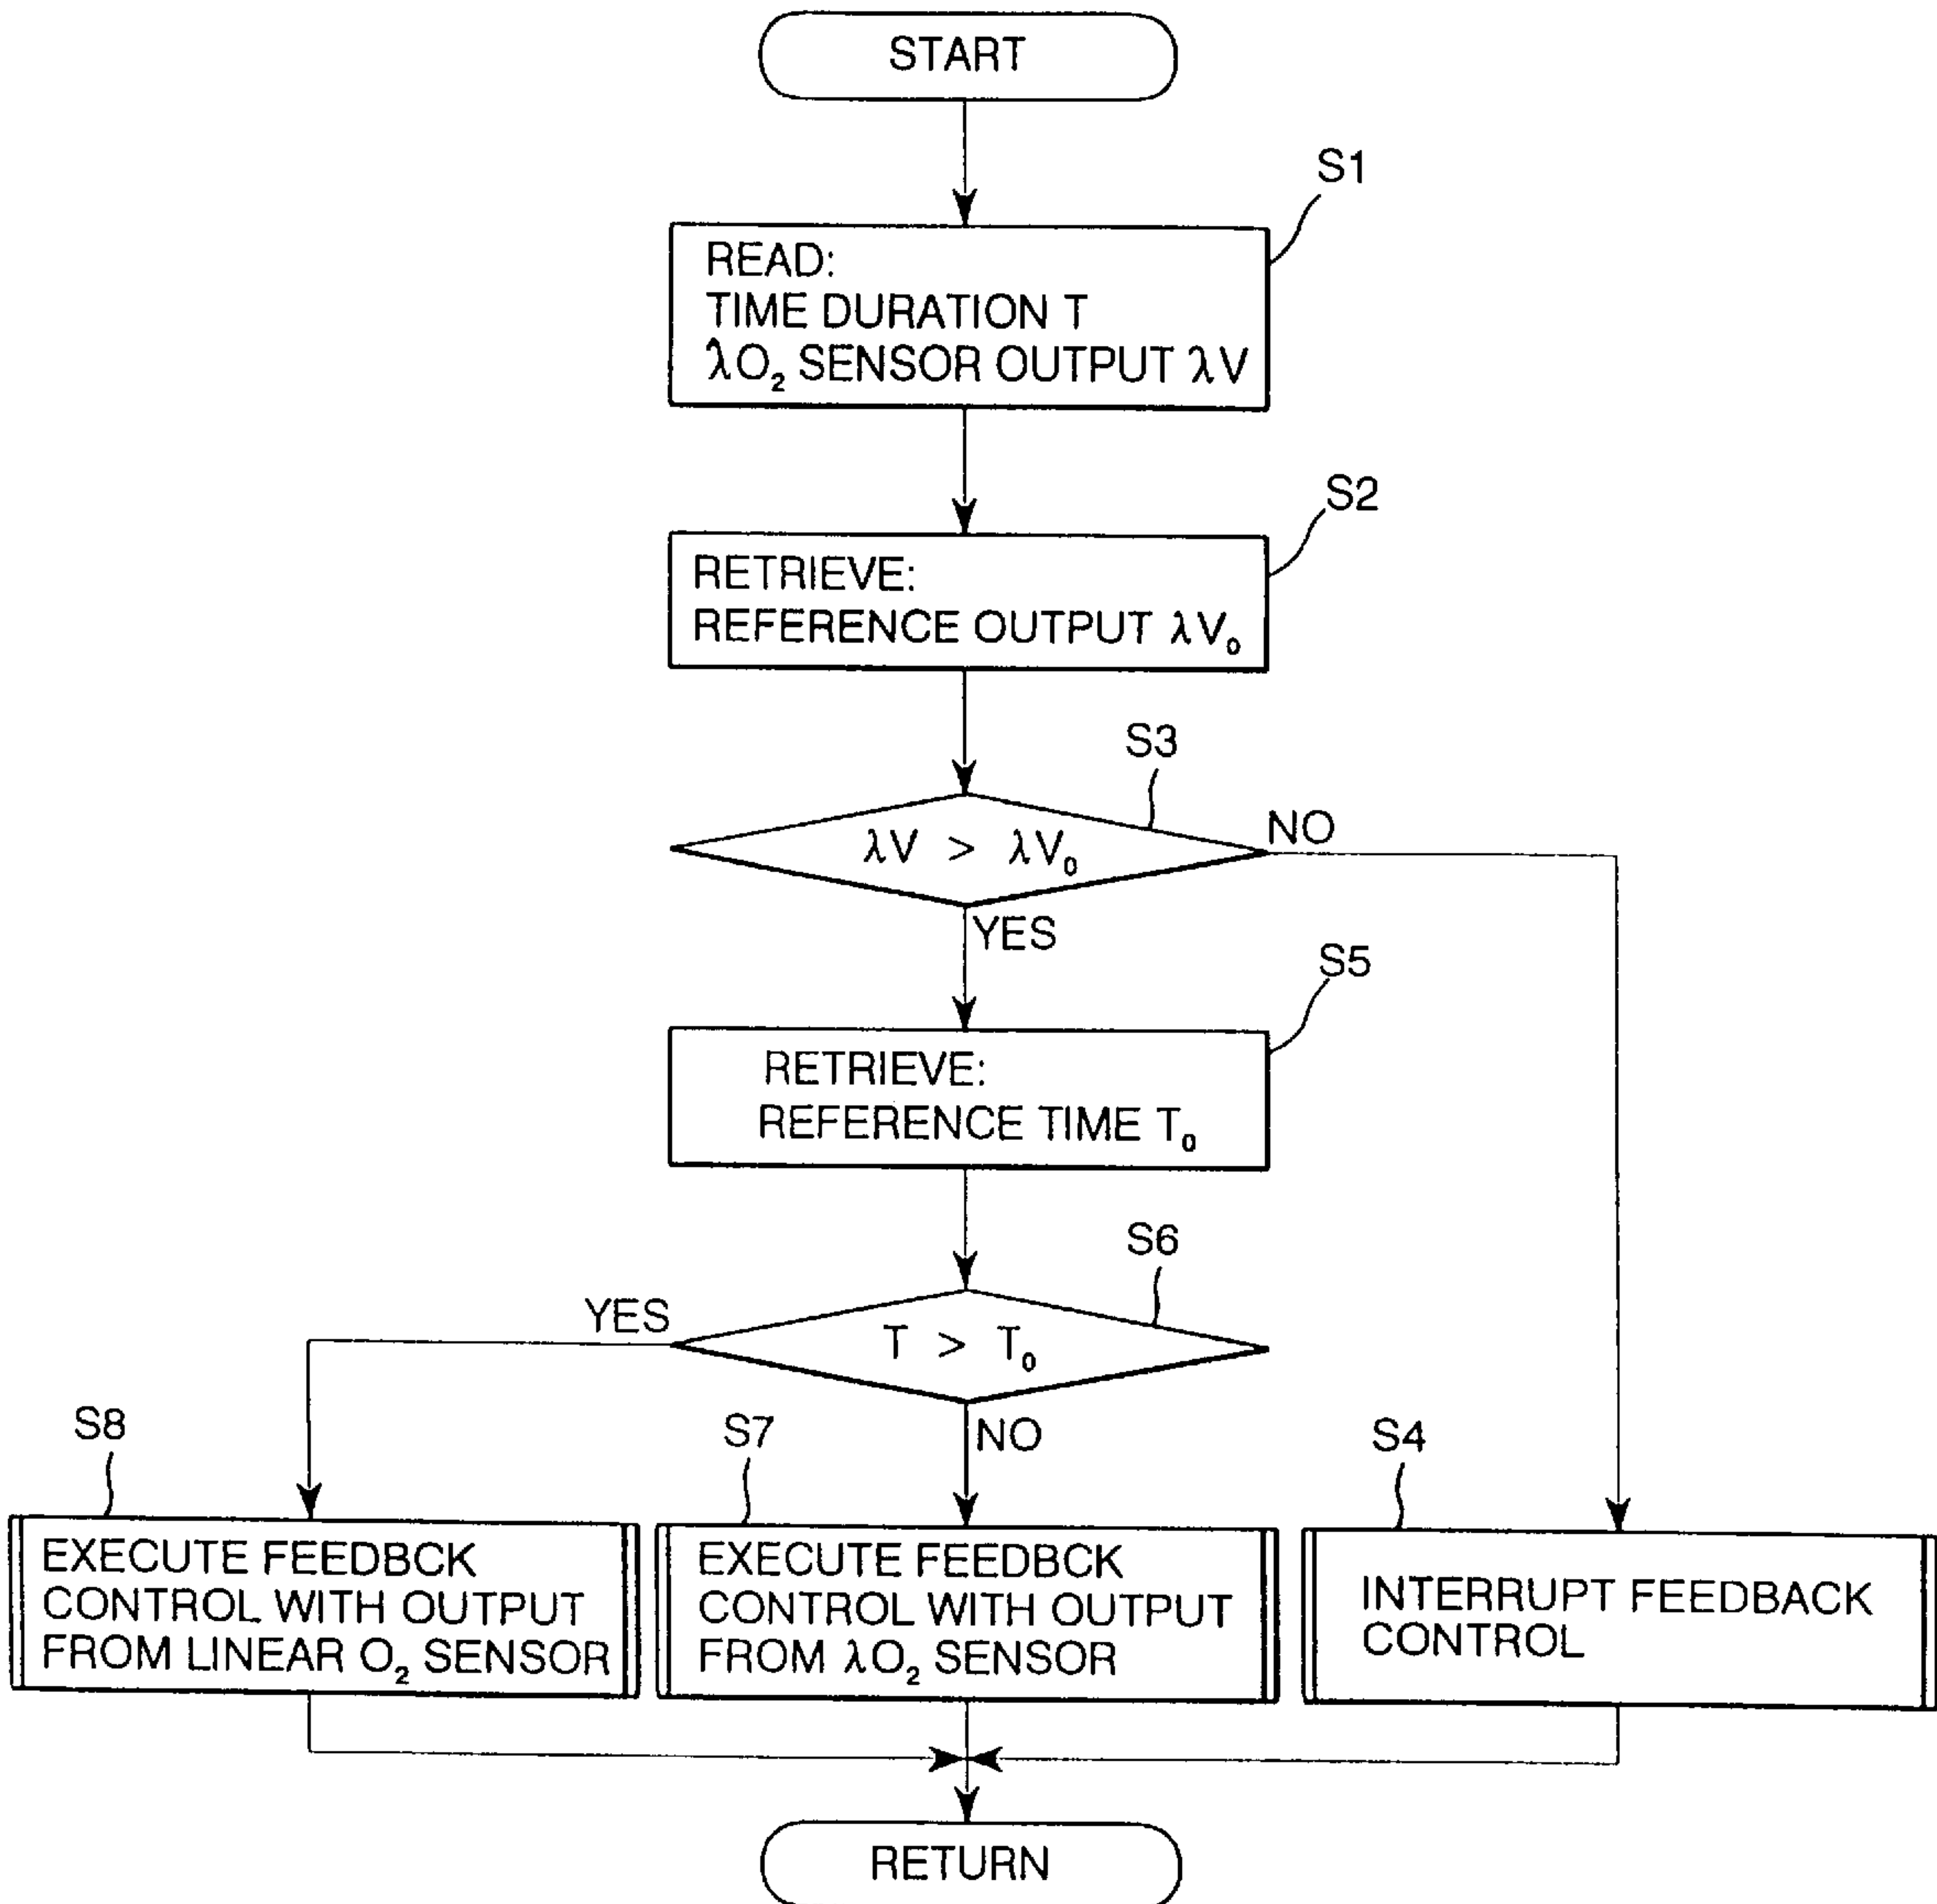 START
S1
READ:
TIME DURATION T
λO₂ SENSOR OUTPUT λV
S2
RETRIEVE:
REFERENCE OUTPUT λV₀
S3
λV > λV₀
NO
YES
S5
RETRIEVE:
REFERENCE TIME T₀
S6
T > T₀
YES
NO
S8
EXECUTE FEEDBCK
CONTROL WITH OUTPUT
FROM LINEAR O₂ SENSOR
S7
EXECUTE FEEDBCK
CONTROL WITH OUTPUT
FROM λO₂ SENSOR
S4
INTERRUPT FEEDBACK
CONTROL
RETURN